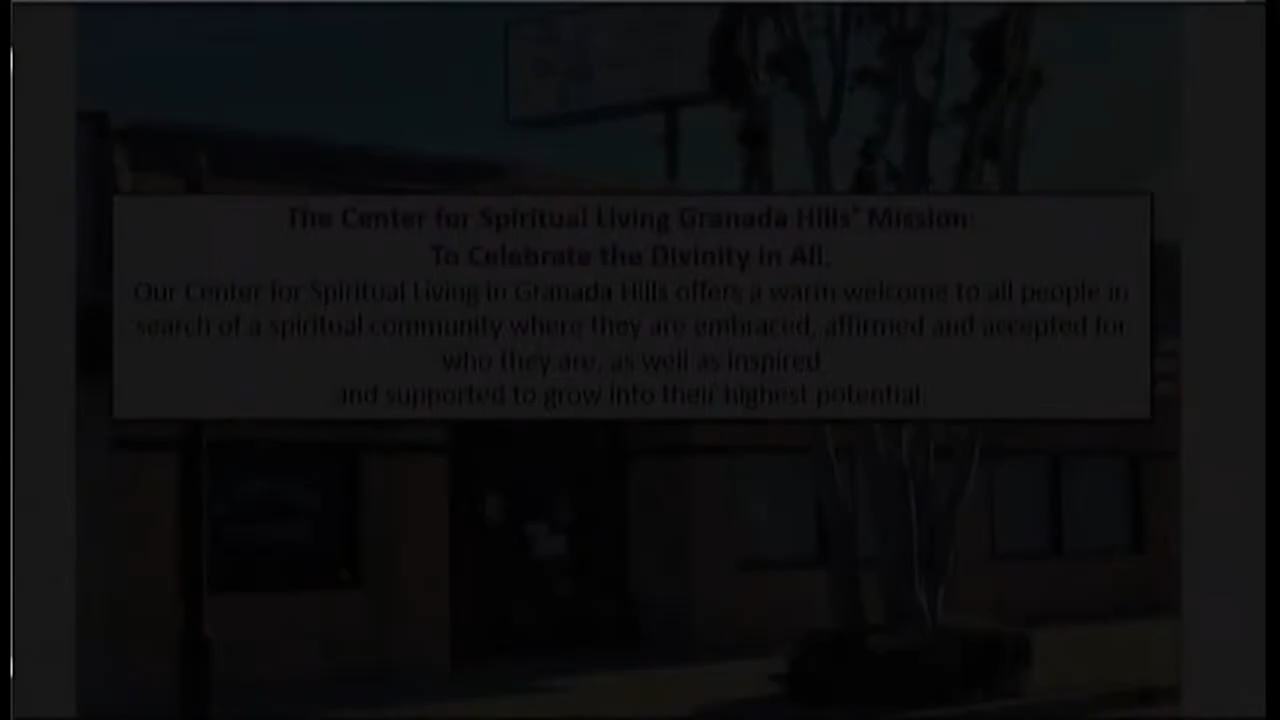 The Center for Spiritual Living Granada Hills' Mission:
To Celebrate the Divinity in All.
Our Center for Spiritual Living in Granada Hills offers a warm welcome to all people in
search of a spiritual community where they are embraced, affirmed and accepted for
who they are, as well as inspired
and supported to grow into their highest potential.